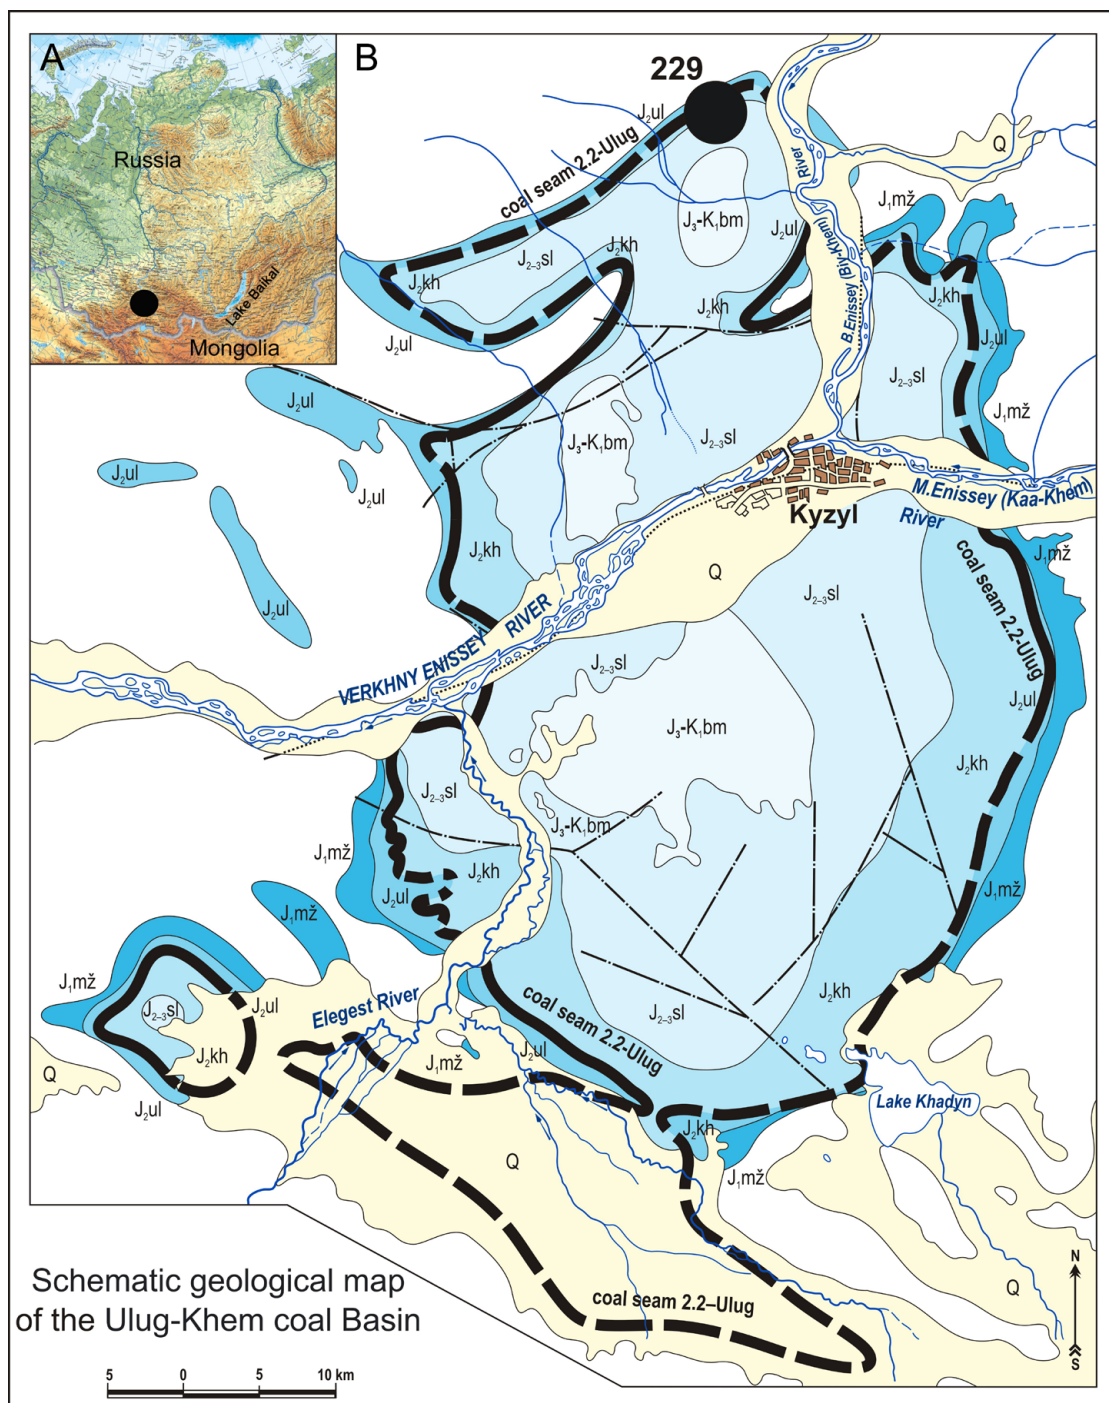 A
Russia
Lake Baikal
Mongolia
B
229
J₂ul
coal seam 2.2-Ulug
River
Q
J₁mž
J₃-K₁bm
J₂ul
B.Enissey (Biy-Khem)
J₂kh
J₂₋₃sl
J₂kh
J₂kh
J₂kh
J₂ul
J₂ul
J₂₋₃sl
J₂ul
J₁mž
J₃-K₁bm
J₂₋₃sl
J₂ul
J₂ul
M.Enissey (Kaa-Khem)
River
Kyzyl
J₂kh
J₁mž
coal seam 2.2-Ulug
Q
J₂₋₃sl
J₂ul
VERKHNY ENISSEY RIVER
J₂₋₃sl
J₂ul
J₃-K₁bm
J₂kh
J₂₋₃sl
J₃-K₁bm
J₁mž
J₂kh
J₂ul
J₁mž
J₁mž
J₁mž
J₂₋₃sl
J₂ul
Elegest River
coal seam 2.2-Ulug
J₂kh
J₂₋₃sl
J₂kh
J₁mž
J₂ul
Q
J₂ul
Lake Khadyn
J₂kh
Q
J₁mž
Q
coal seam 2.2–Ulug
N
S
Schematic geological map
of the Ulug-Khem coal Basin
5 0 5 10 km